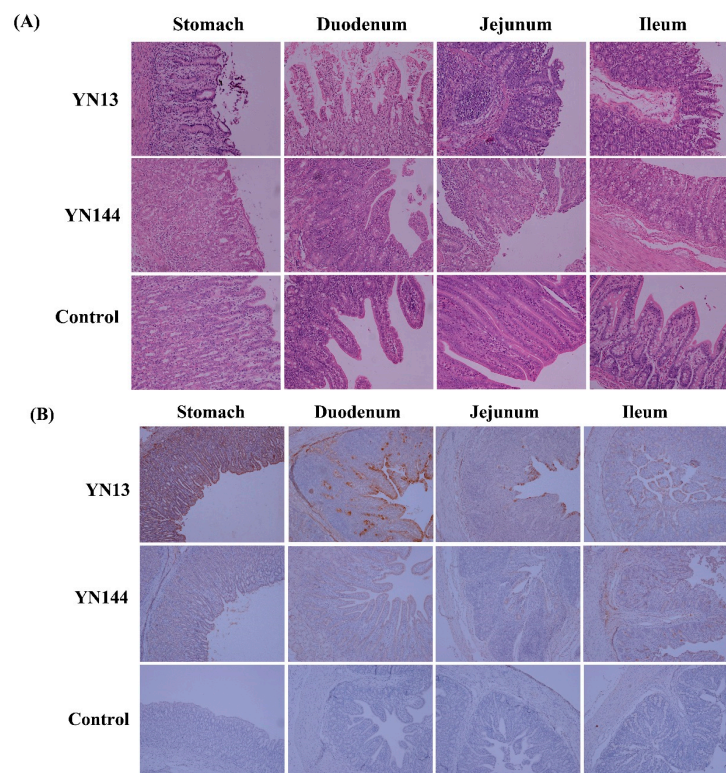 (A)
Stomach Duodenum Jejunum Ileum
YN13
YN144
Control
(B)
Stomach Duodenum Jejunum Ileum
YN13
YN144
Control